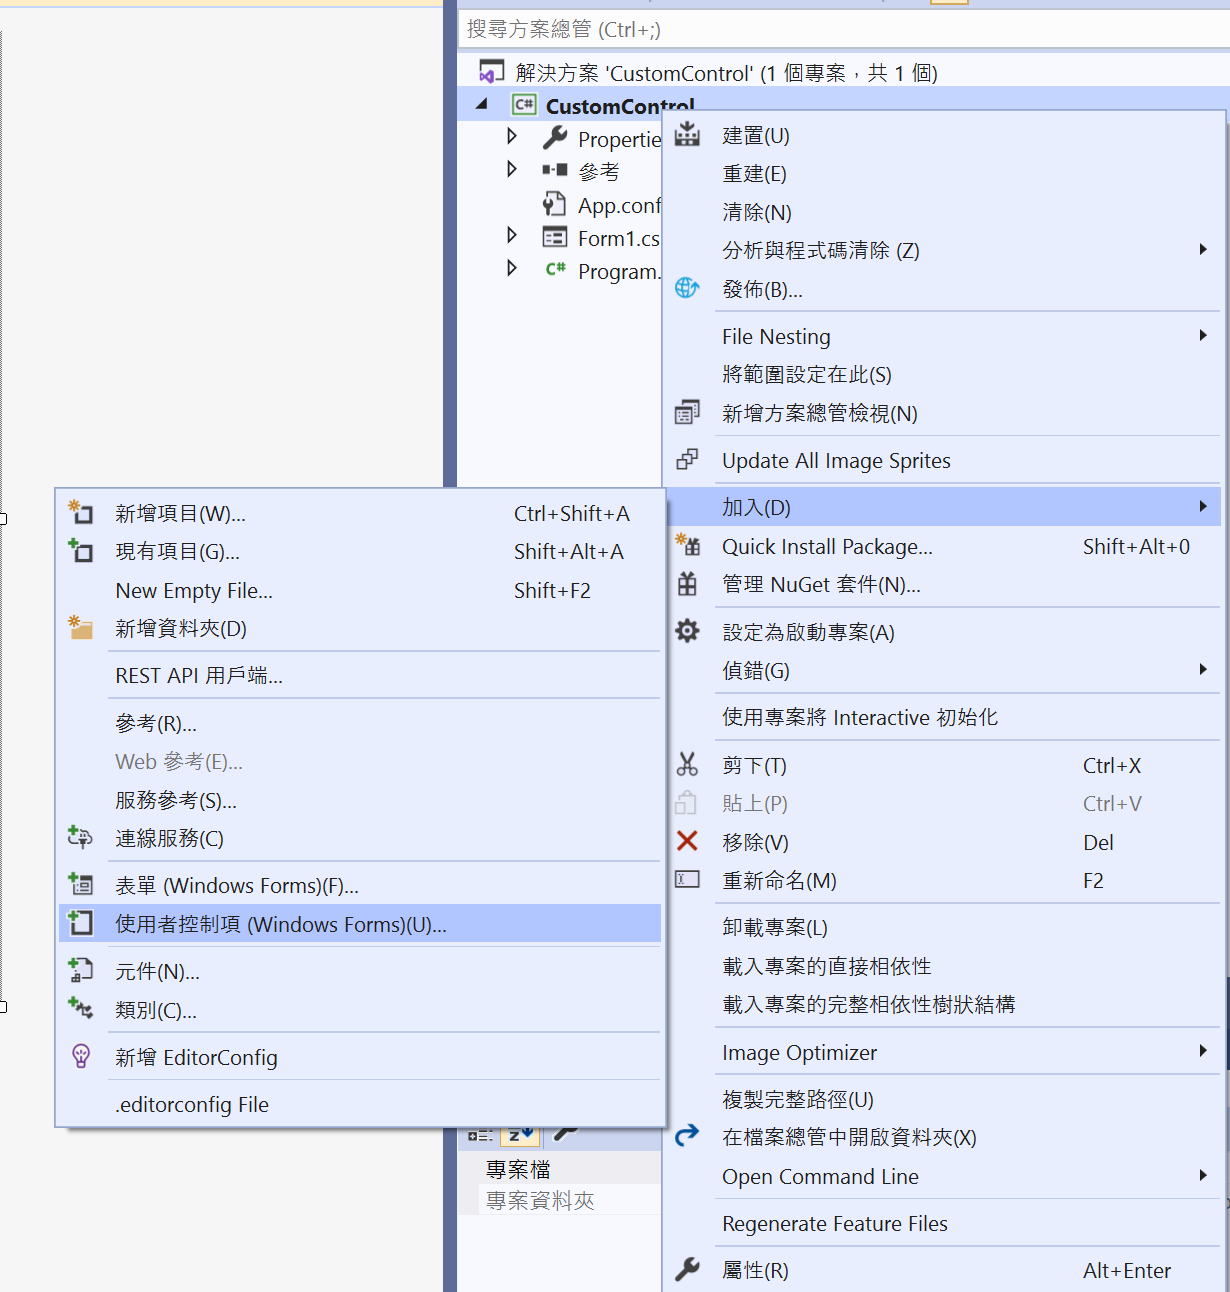 搜尋方案總管 (Ctrl+;)
解決方案 'CustomControl' (1 個專案，共 1 個)
CustomControl
Propertie
參考
App.conf
Form1.cs
Program.
建置(U)
重建(E)
清除(N)
分析與程式碼清除 (Z)
發佈(B)...
File Nesting
將範圍設定在此(S)
新增方案總管檢視(N)
Update All Image Sprites
加入(D)
Quick Install Package... Shift+Alt+0
管理 NuGet 套件(N)...
設定為啟動專案(A)
偵錯(G)
使用專案將 Interactive 初始化
剪下(T) Ctrl+X
貼上(P) Ctrl+V
移除(V) Del
重新命名(M) F2
卸載專案(L)
載入專案的直接相依性
載入專案的完整相依性樹狀結構
Image Optimizer
複製完整路徑(U)
在檔案總管中開啟資料夾(X)
Open Command Line
Regenerate Feature Files
屬性(R) Alt+Enter
新增項目(W)... Ctrl+Shift+A
現有項目(G)... Shift+Alt+A
New Empty File... Shift+F2
新增資料夾(D)
REST API 用戶端...
參考(R)...
Web 參考(E)...
服務參考(S)...
連線服務(C)
表單 (Windows Forms)(F)...
使用者控制項 (Windows Forms)(U)...
元件(N)...
類別(C)...
新增 EditorConfig
.editorconfig File
專案檔
專案資料夾